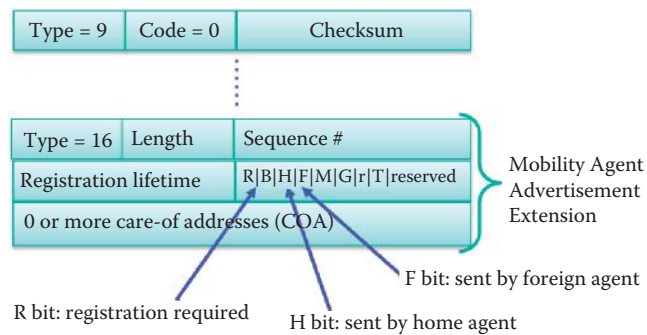 Type = 9 Code = 0 Checksum
Type = 16 Length Sequence #
Registration lifetime R|B|H|F|M|G|r|T|reserved
0 or more care-of addresses (COA)
Mobility Agent
Advertisement
Extension
F bit: sent by foreign agent
R bit: registration required
H bit: sent by home agent